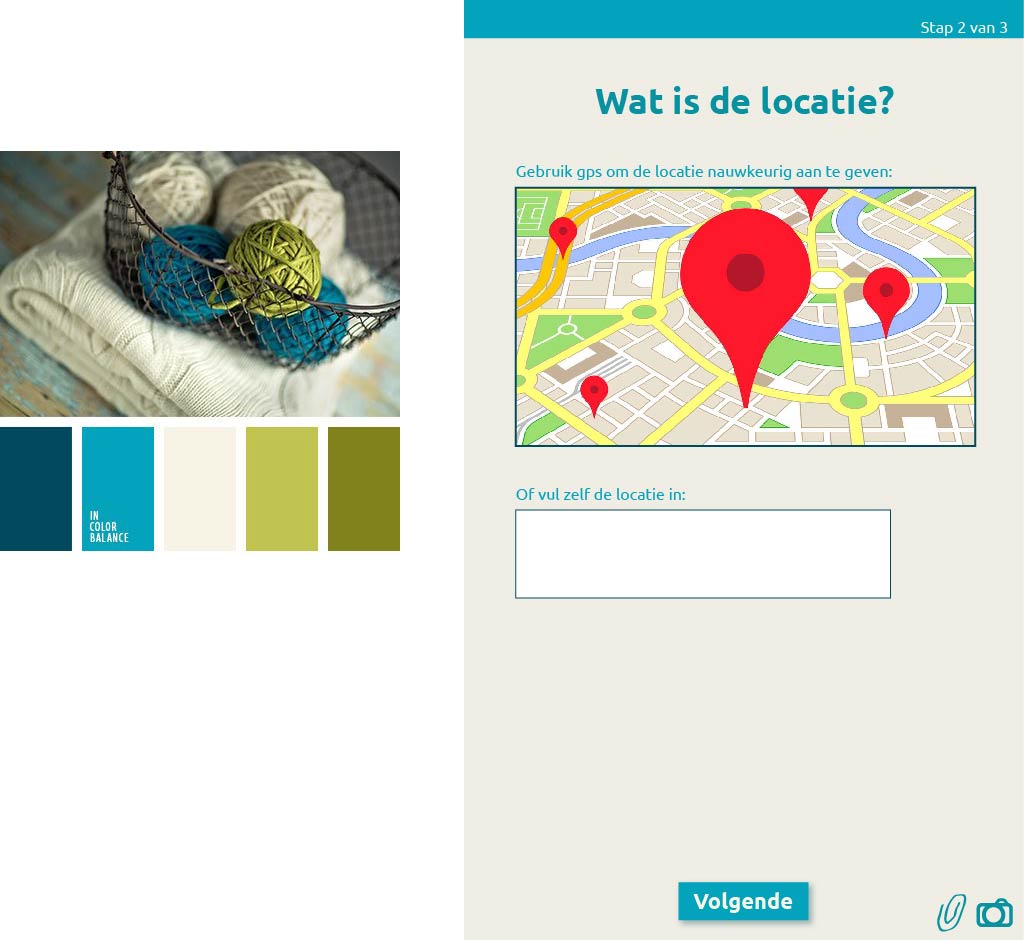 IN
COLOR
BALANCE
Stap 2 van 3
Wat is de locatie?
Gebruik gps om de locatie nauwkeurig aan te geven:
Of vul zelf de locatie in:
Volgende